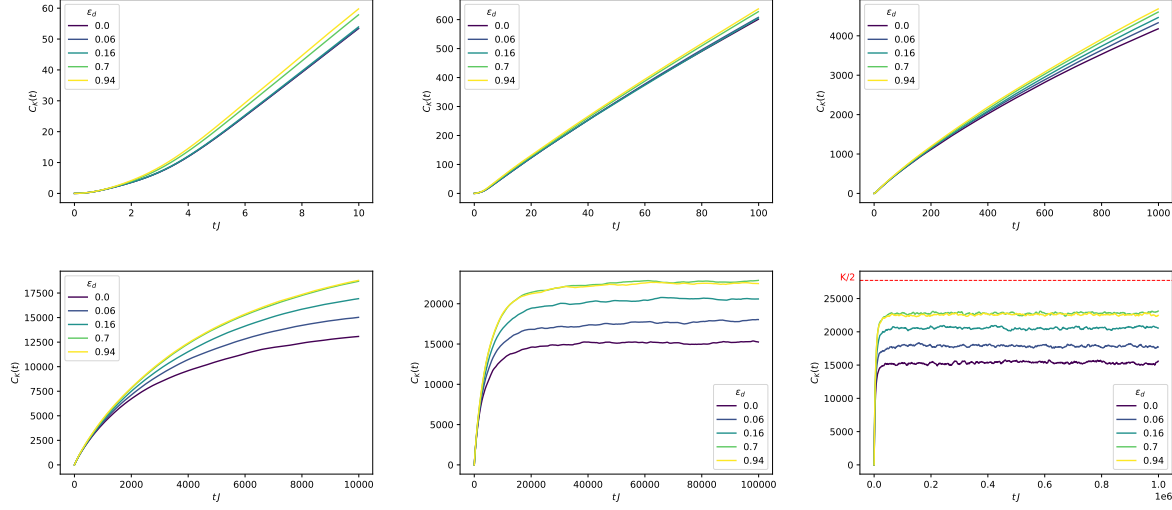 60
50
40
30
20
10
0
C_K(t)
ε_d
0.0
0.06
0.16
0.7
0.94
0 2 4 6 8 10
tJ
600
500
400
300
200
100
0
C_K(t)
ε_d
0.0
0.06
0.16
0.7
0.94
0 20 40 60 80 100
tJ
4000
3000
2000
1000
0
C_K(t)
ε_d
0.0
0.06
0.16
0.7
0.94
0 200 400 600 800 1000
tJ
17500
15000
12500
10000
7500
5000
2500
0
C_K(t)
ε_d
0.0
0.06
0.16
0.7
0.94
0 2000 4000 6000 8000 10000
tJ
20000
15000
10000
5000
0
C_K(t)
ε_d
0.0
0.06
0.16
0.7
0.94
0 20000 40000 60000 80000 100000
tJ
K/2
25000
20000
15000
10000
5000
0
C_K(t)
ε_d
0.0
0.06
0.16
0.7
0.94
0.0 0.2 0.4 0.6 0.8 1.0
1e6
tJ